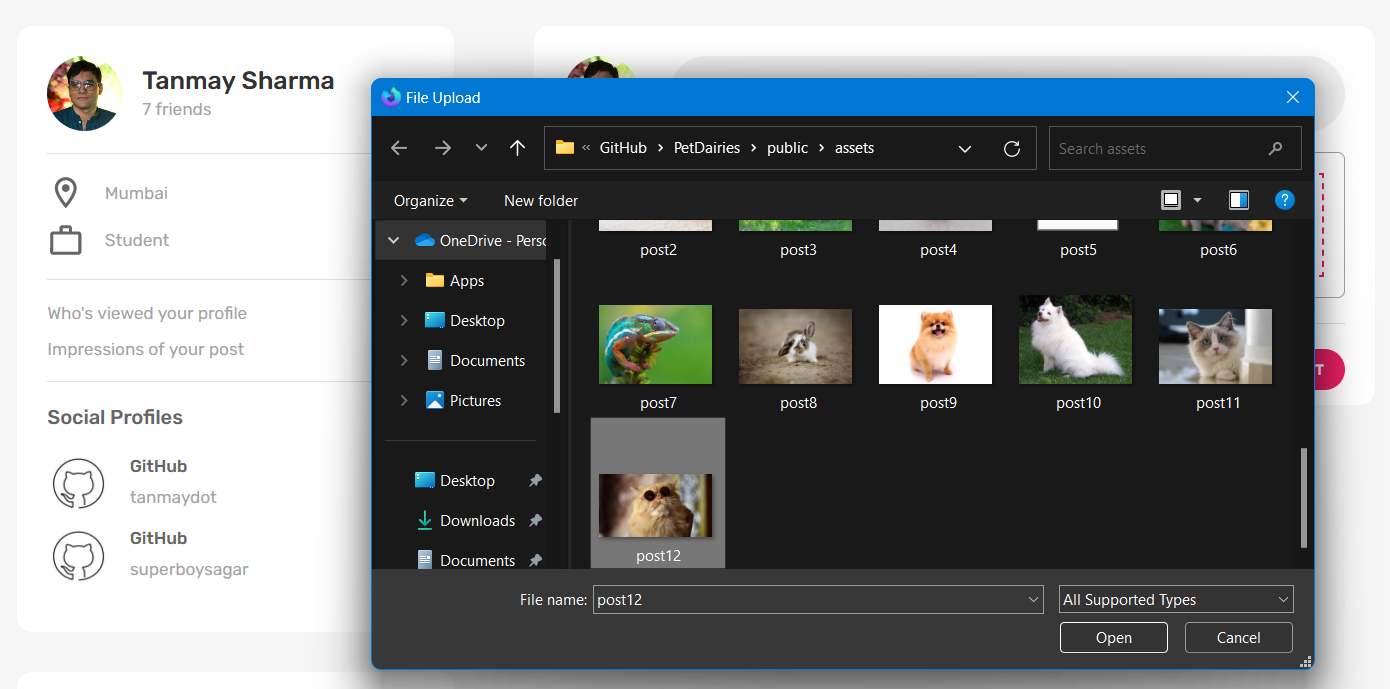 Tanmay Sharma
7 friends
Mumbai
Student
Who's viewed your profile
Impressions of your post
Social Profiles
GitHub
tanmaydot
GitHub
superboysagar
File Upload
« GitHub > PetDairies > public > assets
Search assets
Organize
New folder
OneDrive - Perso
Apps
Desktop
Documents
Pictures
Desktop
Downloads
Documents
post2 post3 post4 post5 post6
post7 post8 post9 post10 post11
post12
File name: post12
All Supported Types
Open Cancel
T